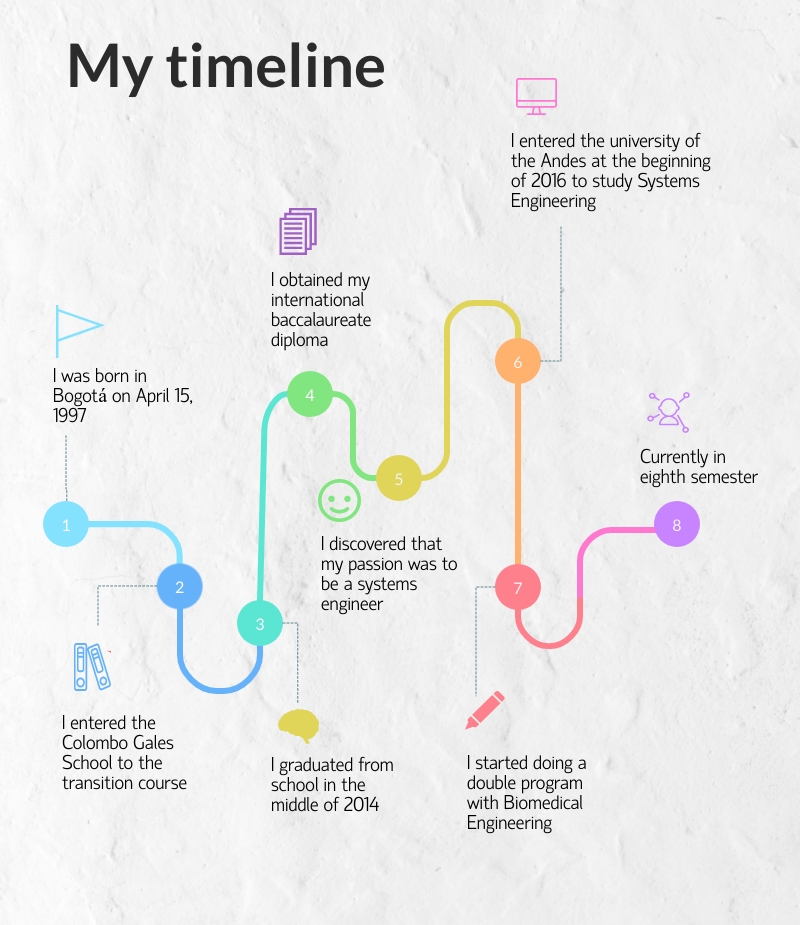 My timeline
1
I was born in
Bogotá on April 15,
1997
2
I entered the
Colombo Gales
School to the
transition course
3
I graduated from
school in the
middle of 2014
4
I obtained my
international
baccalaureate
diploma
5
I discovered that
my passion was to
be a systems
engineer
6
I entered the university of
the Andes at the beginning
of 2016 to study Systems
Engineering
7
I started doing a
double program
with Biomedical
Engineering
8
Currently in
eighth semester